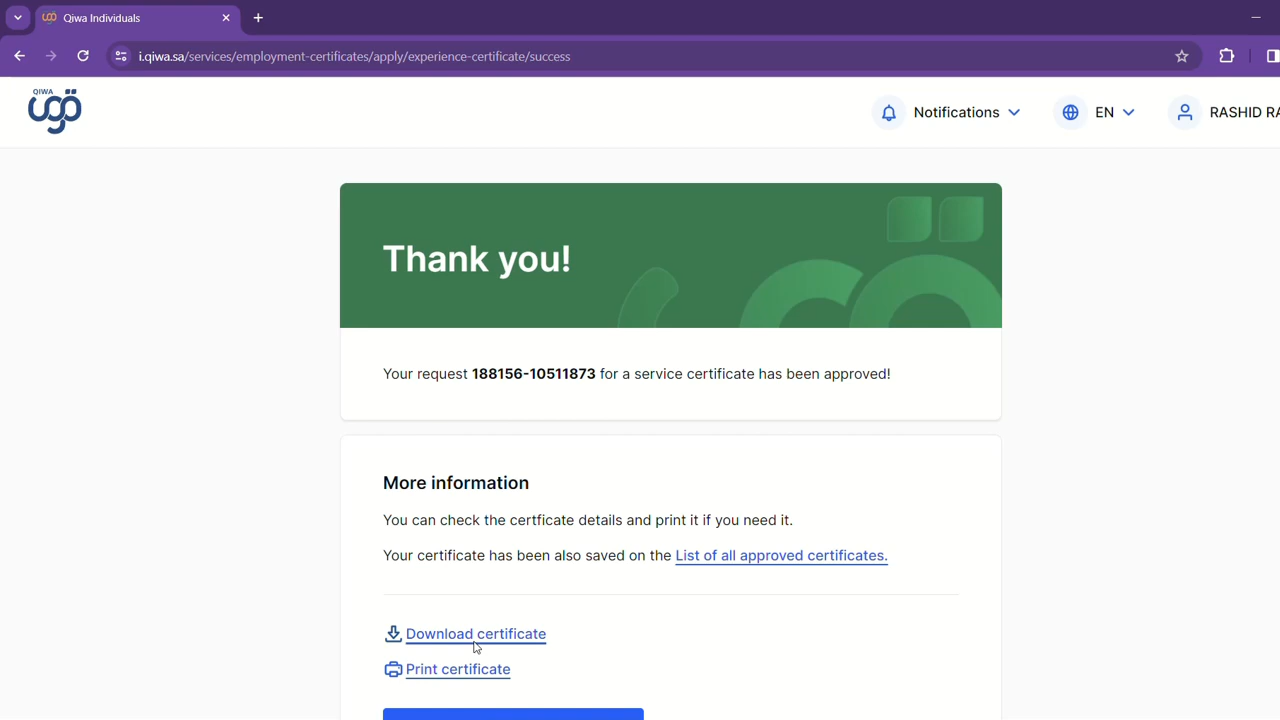 Qiwa Individuals
i.qiwa.sa/services/employment-certificates/apply/experience-certificate/success
QIWA
قوى
Notifications
EN
RASHID RA
Thank you!
Your request 188156-10511873 for a service certificate has been approved!
More information
You can check the certficate details and print it if you need it.
Your certificate has been also saved on the List of all approved certificates.
Download certificate
Print certificate